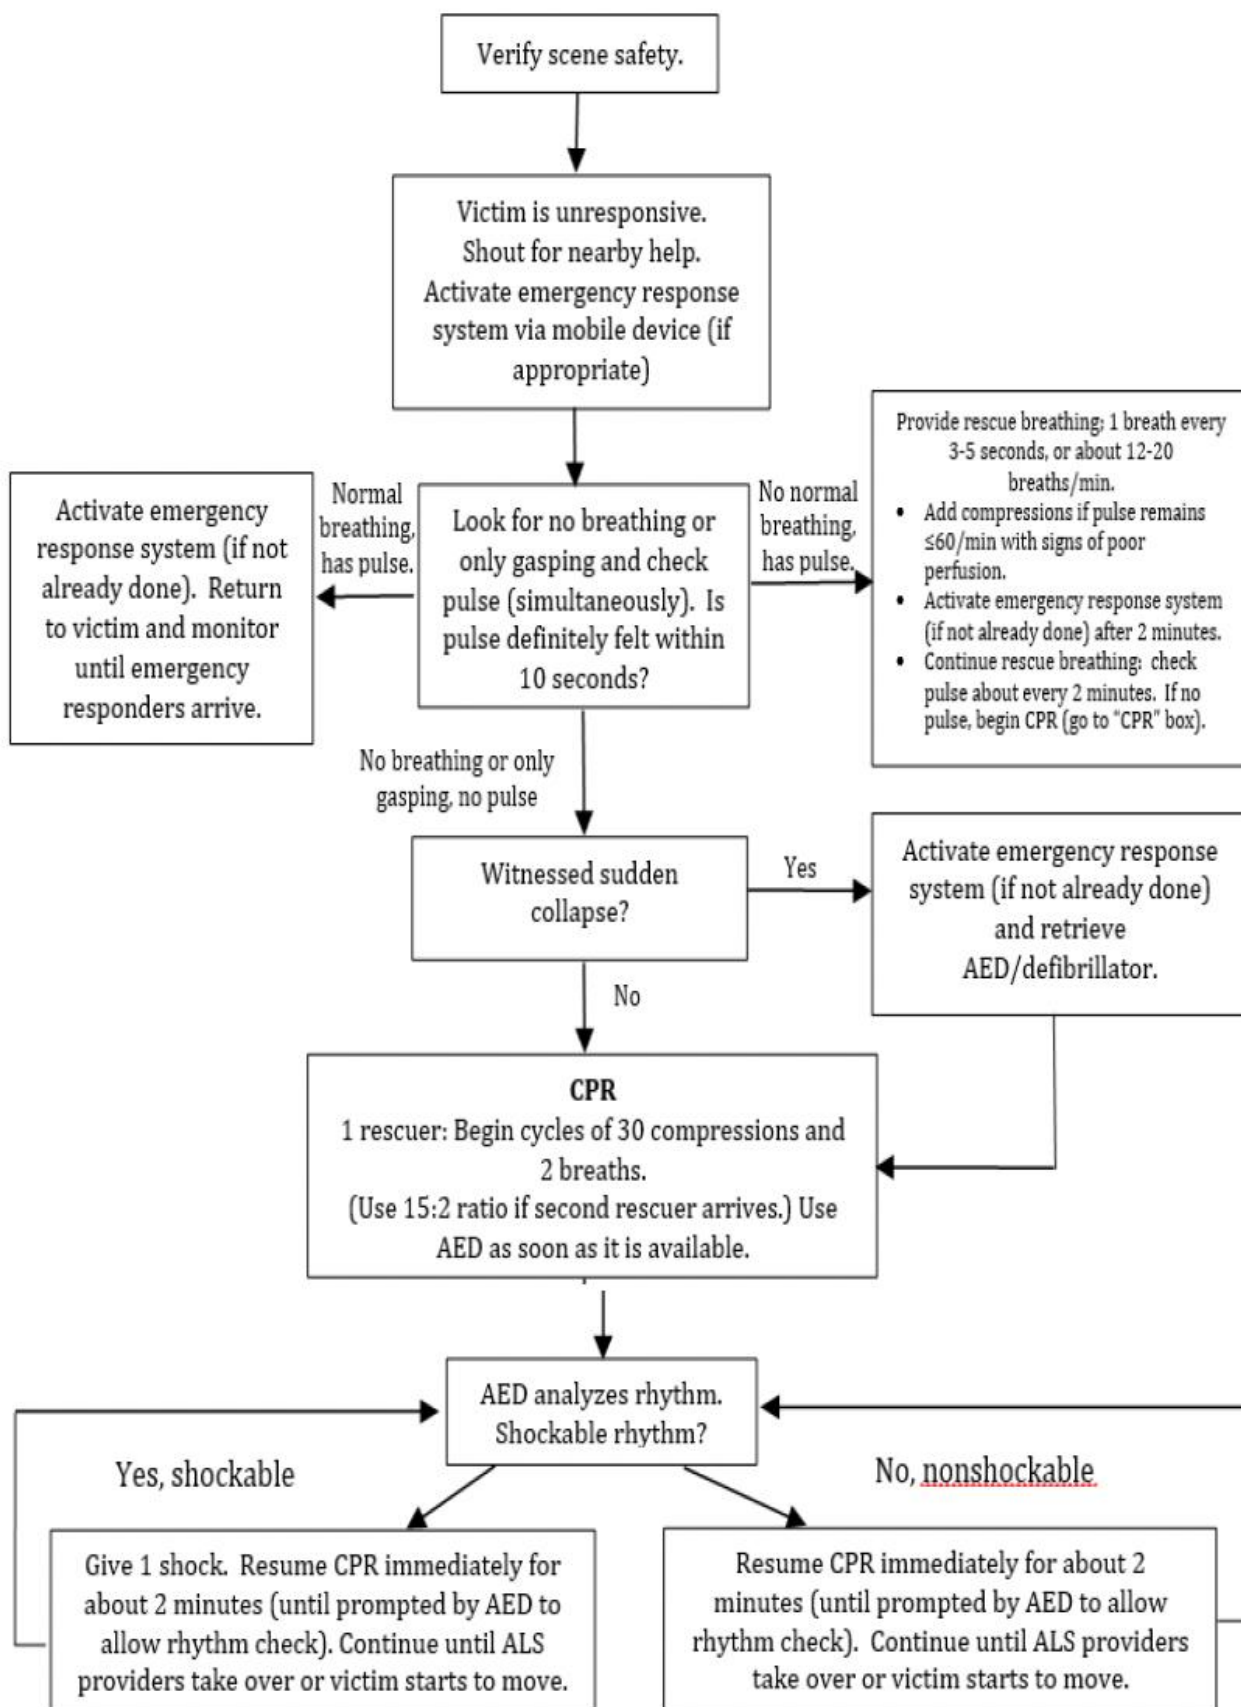 Verify scene safety.
Victim is unresponsive.
Shout for nearby help.
Activate emergency response
system via mobile device (if
appropriate)
Activate emergency
response system (if not
already done). Return
to victim and monitor
until emergency
responders arrive.
Normal
breathing,
has pulse.
Look for no breathing or
only gasping and check
pulse (simultaneously). Is
pulse definitely felt within
10 seconds?
No normal
breathing,
has pulse.
Provide rescue breathing; 1 breath every
3-5 seconds, or about 12-20
breaths/min.
• Add compressions if pulse remains
≤60/min with signs of poor
perfusion.
• Activate emergency response system
(if not already done) after 2 minutes.
• Continue rescue breathing: check
pulse about every 2 minutes. If no
pulse, begin CPR (go to "CPR" box).
No breathing or only
gasping, no pulse
Witnessed sudden
collapse?
Yes
Activate emergency response
system (if not already done)
and retrieve
AED/defibrillator.
No
CPR
1 rescuer: Begin cycles of 30 compressions and
2 breaths.
(Use 15:2 ratio if second rescuer arrives.) Use
AED as soon as it is available.
AED analyzes rhythm.
Shockable rhythm?
Yes, shockable
No, nonshockable
Give 1 shock. Resume CPR immediately for
about 2 minutes (until prompted by AED to
allow rhythm check). Continue until ALS
providers take over or victim starts to move.
Resume CPR immediately for about 2
minutes (until prompted by AED to allow
rhythm check). Continue until ALS providers
take over or victim starts to move.